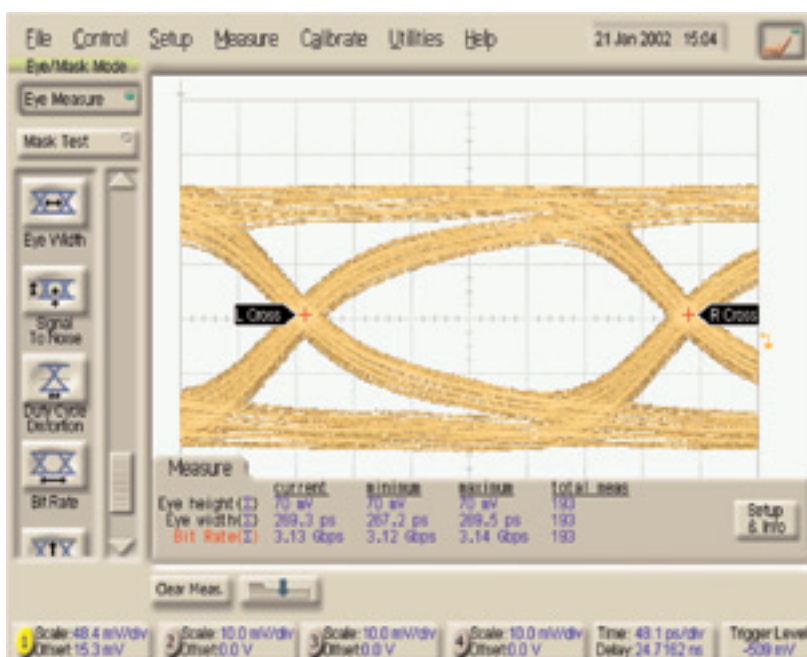 File Control Setup Measure Calibrate Utilities Help 21 Jan 2002 15:04
Eye/Mask Mode
Eye Measure
Mask Test
Eye Width
Signal
To Noise
Duty Cycle
Distortion
Bit Rate
L Cross
R Cross
Measure
current minimum maximum total meas
Eye height(Σ) 70 mV 70 mV 70 mV 193
Eye width(Σ) 269.3 ps 267.2 ps 269.5 ps 193
Bit Rate(Σ) 3.13 Gbps 3.12 Gbps 3.14 Gbps 193
Setup
& Info
Clear Meas.
1 Scale: 48.4 mV/div
Offset: 15.3 mV
2 Scale: 10.0 mV/div
Offset: 0.0 V
3 Scale: 10.0 mV/div
Offset: 0.0 V
4 Scale: 10.0 mV/div
Offset: 0.0 V
Time: 48.1 ps/div
Delay: 24.7162 ns
Trigger Level
-509 mV